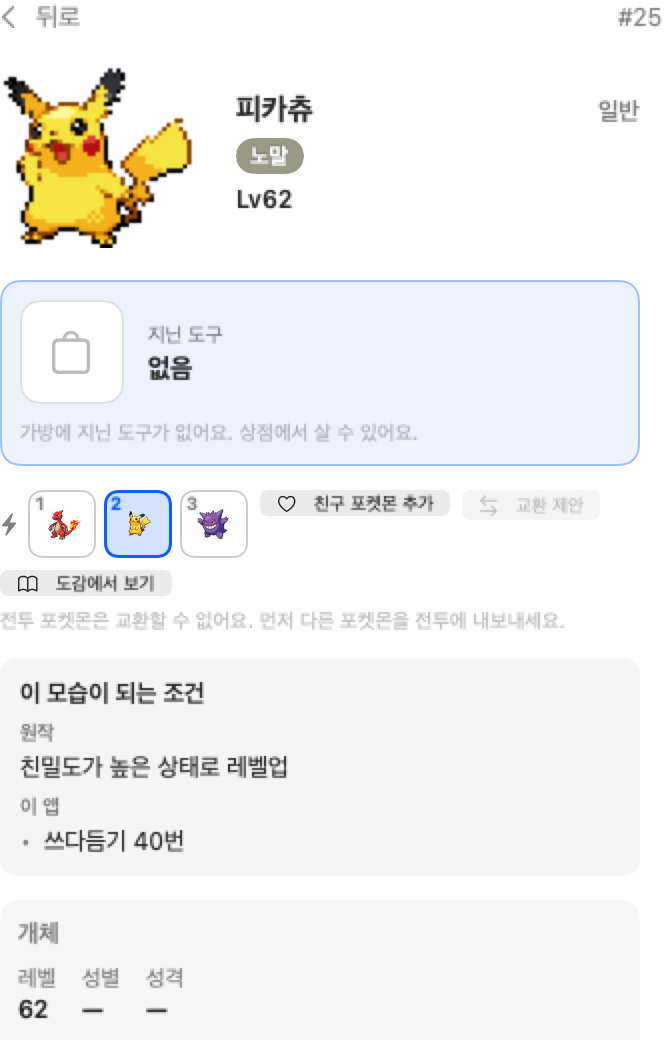 뒤로 #25
피카츄 일반
노말
Lv62
지닌 도구
없음
가방에 지닌 도구가 없어요. 상점에서 살 수 있어요.
1 2 3 친구 포켓몬 추가 교환 제안
도감에서 보기
전투 포켓몬은 교환할 수 없어요. 먼저 다른 포켓몬을 전투에 내보내세요.
이 모습이 되는 조건
원작
친밀도가 높은 상태로 레벨업
이 앱
• 쓰다듬기 40번
개체
레벨 성별 성격
62 — —